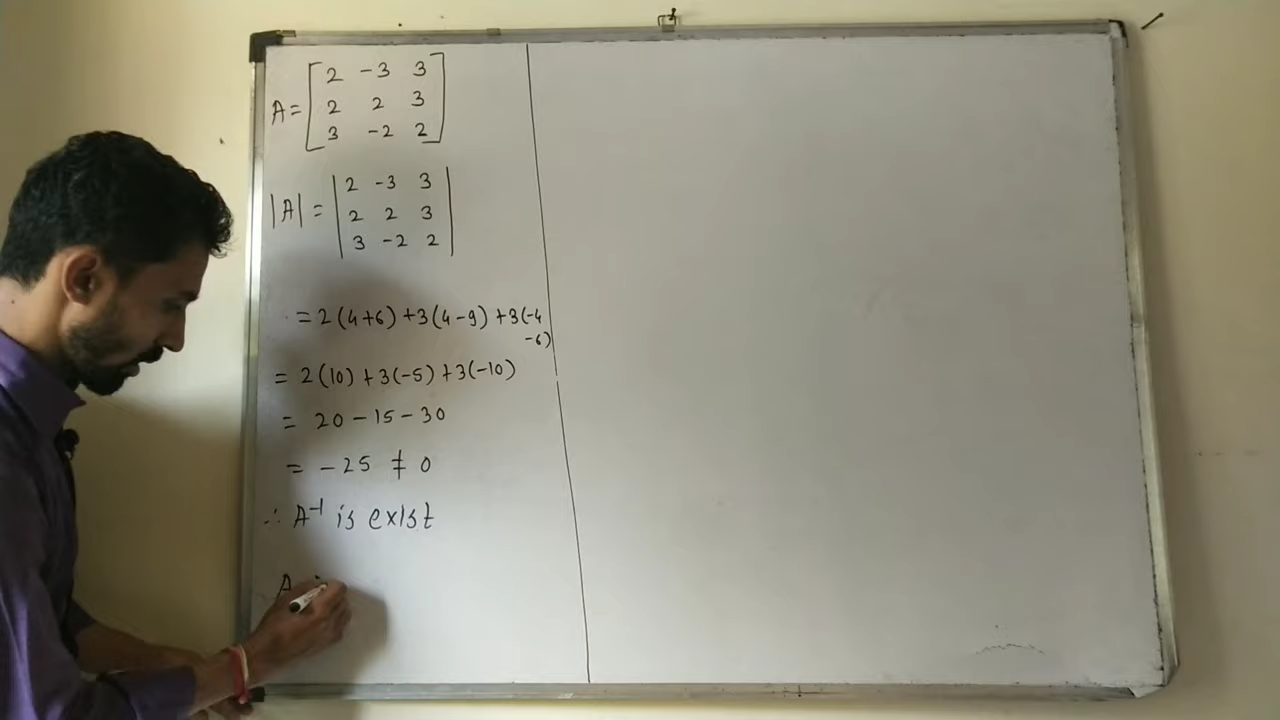 A = [ 2 -3 3
2 2 3
3 -2 2 ]
|A| = | 2 -3 3
2 2 3
3 -2 2 |
= 2(4+6) +3(4-9) +3(-4
-6)
= 2(10) +3(-5) +3(-10)
= 20 - 15 - 30
= -25 ≠ 0
∴ A⁻¹ is exist
A